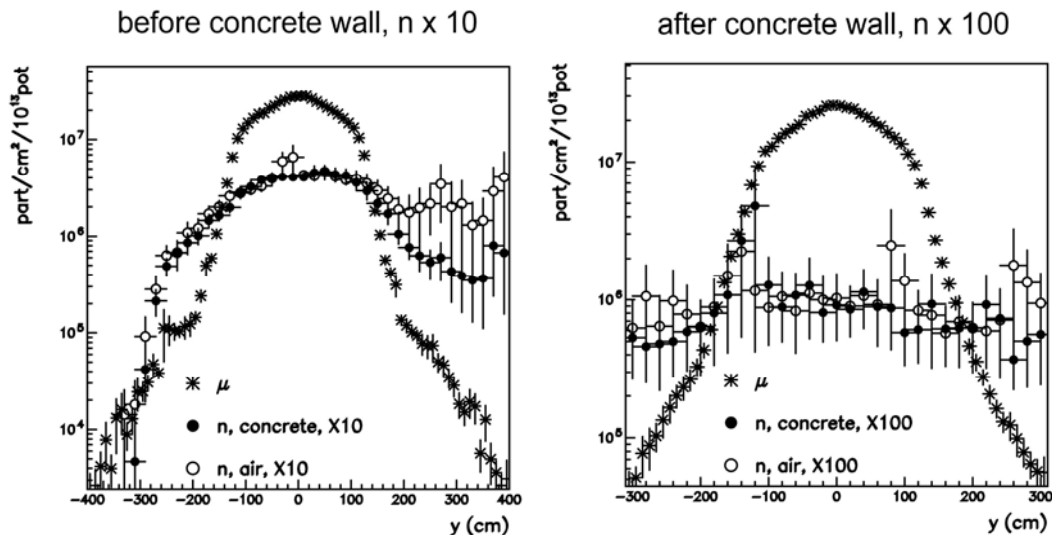 before concrete wall, n x 10
after concrete wall, n x 100
part/cm²/10¹³pot
10⁷
10⁶
10⁵
10⁴
μ
n, concrete, X10
n, air, X10
−400 −300 −200 −100 0 100 200 300 400
y (cm)
part/cm²/10¹³pot
10⁷
10⁶
10⁵
μ
n, concrete, X100
n, air, X100
−300 −200 −100 0 100 200 300
y (cm)